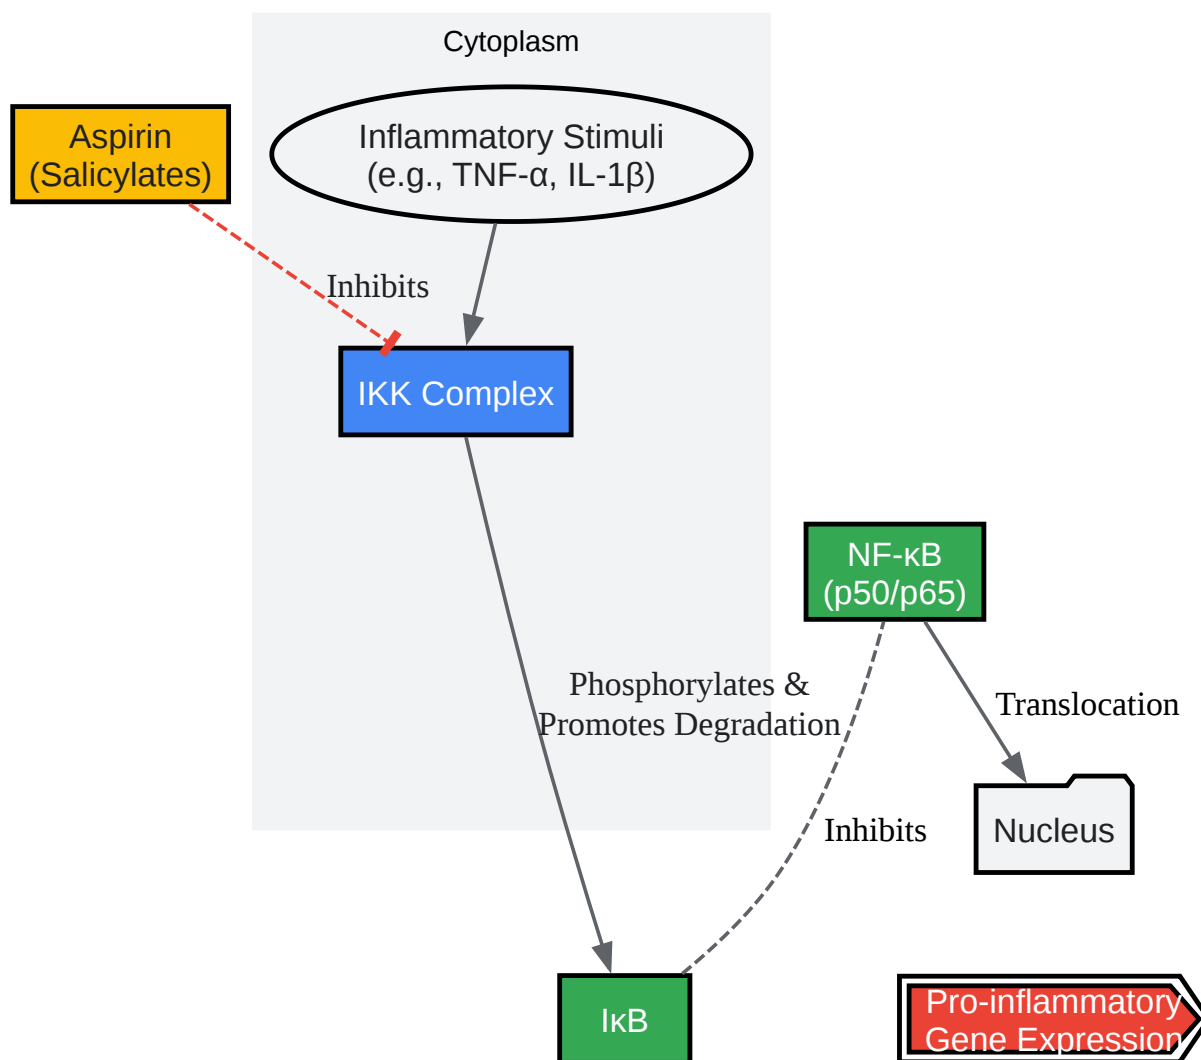 Cytoplasm
Aspirin
(Salicylates)
Inflammatory Stimuli
(e.g., TNF-α, IL-1β)
Inhibits
IKK Complex
NF-κB
(p50/p65)
Phosphorylates &
Promotes Degradation
Translocation
Inhibits
Nucleus
IκB
Pro-inflammatory
Gene Expression